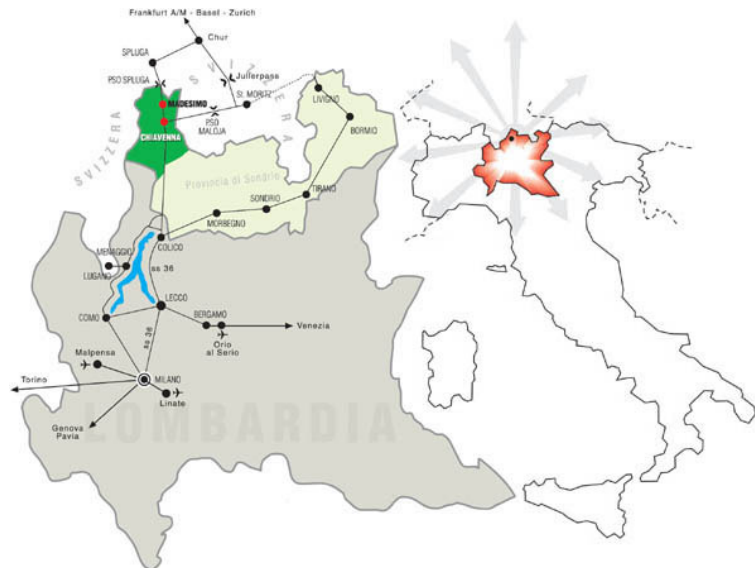 Frankfurt A/M - Basel - Zurich
Chur
SPLUGA
SVIZZERA
PSO SPLUGA
Julierpass
MADESIMO
St. MORITZ
LIVIGNO
CHIAVENNA
PSO
MALOJA
BORMIO
SVIZZERA
Provincia di Sondrio
TIRANO
SONDRIO
MORBEGNO
COLICO
MENAGGIO
LUGANO
ss 36
LECCO
COMO
BERGAMO
Venezia
Orio
al Serio
ss 36
Malpensa
Torino
MILANO
Linate
Genova
Pavia
LOMBARDIA